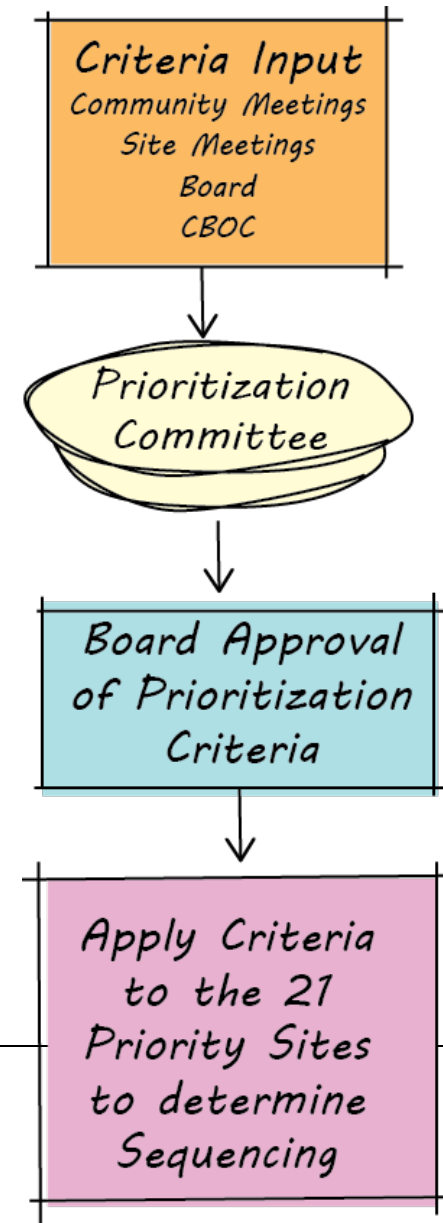 Criteria Input
Community Meetings
Site Meetings
Board
CBOC
Prioritization
Committee
Board Approval
of Prioritization
Criteria
Apply Criteria
to the 21
Priority Sites
to determine
Sequencing